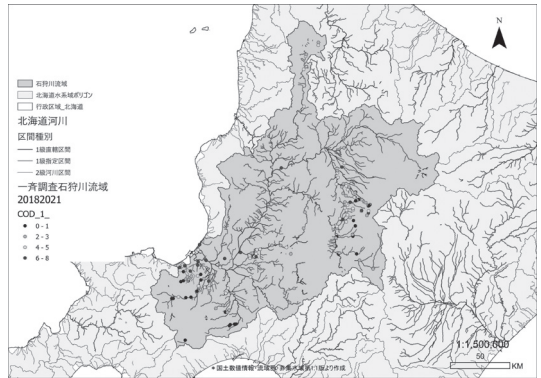 N
石狩川流域
北海道水系域ポリゴン
行政区域_北海道
北海道河川
区間種別
1級直轄区間
1級指定区間
2級河川区間
一斉調査石狩川流域
20182021
COD_1_
0 - 1
2 - 3
4 - 5
6 - 8
1:1,500,000
50
KM